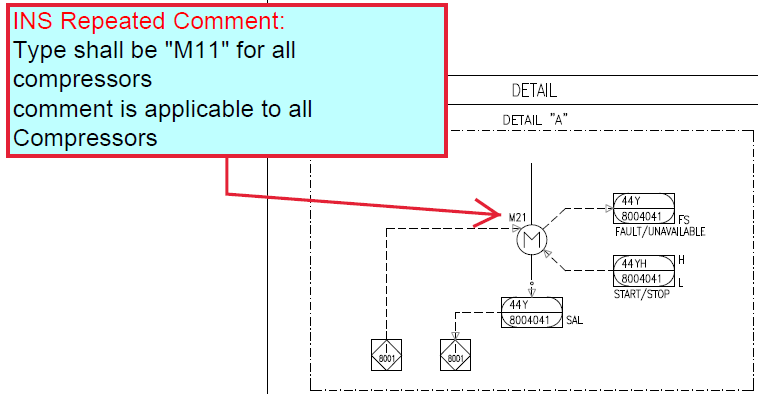 INS Repeated Comment:
Type shall be "M11" for all
compressors
comment is applicable to all
Compressors
DETAIL
DETAIL "A"
M21
M
44Y
8004041
FS
FAULT/UNAVAILABLE
44YH
8004041
H
L
START/STOP
44Y
8004041
SAL
8001
8001